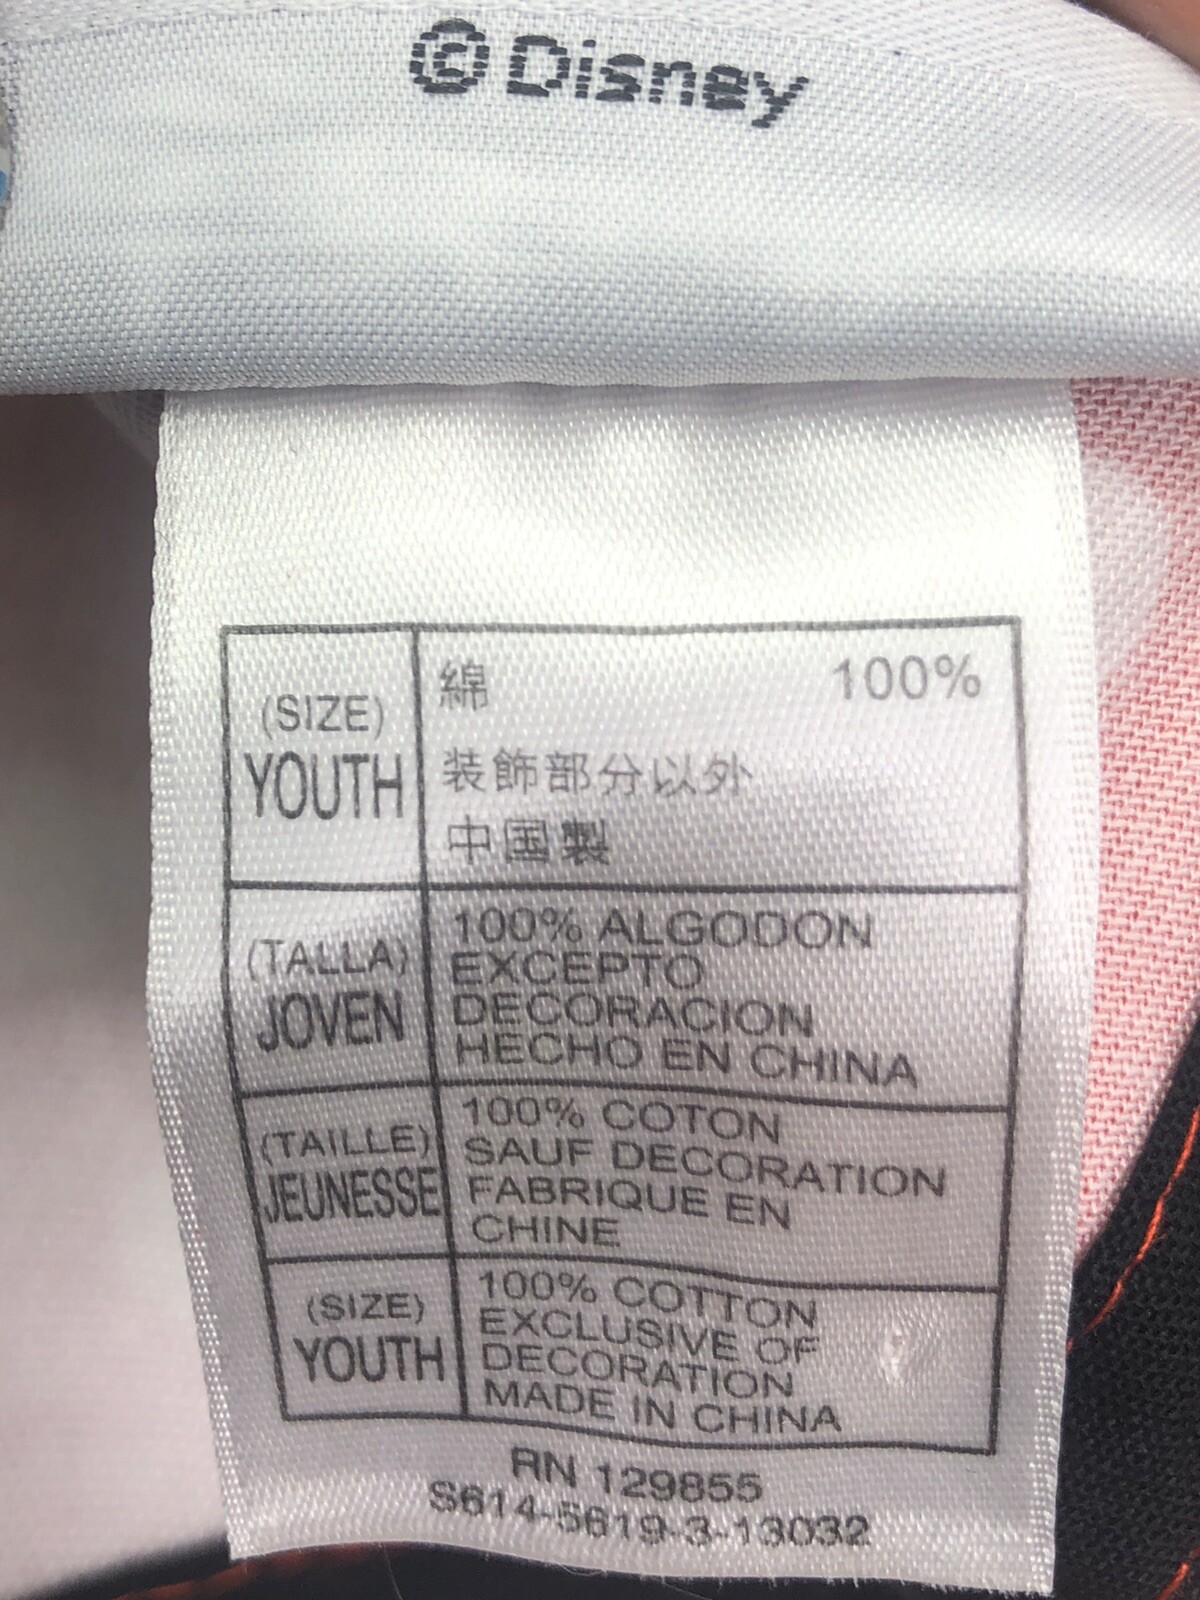 ©Disney
(SIZE)
YOUTH
綿 100%
装飾部分以外
中国製
(TALLA)
JOVEN
100% ALGODON
EXCEPTO
DECORACION
HECHO EN CHINA
(TAILLE)
JEUNESSE
100% COTON
SAUF DECORATION
FABRIQUE EN
CHINE
(SIZE)
YOUTH
100% COTTON
EXCLUSIVE OF
DECORATION
MADE IN CHINA
RN 129855
S614-5619-3-13032